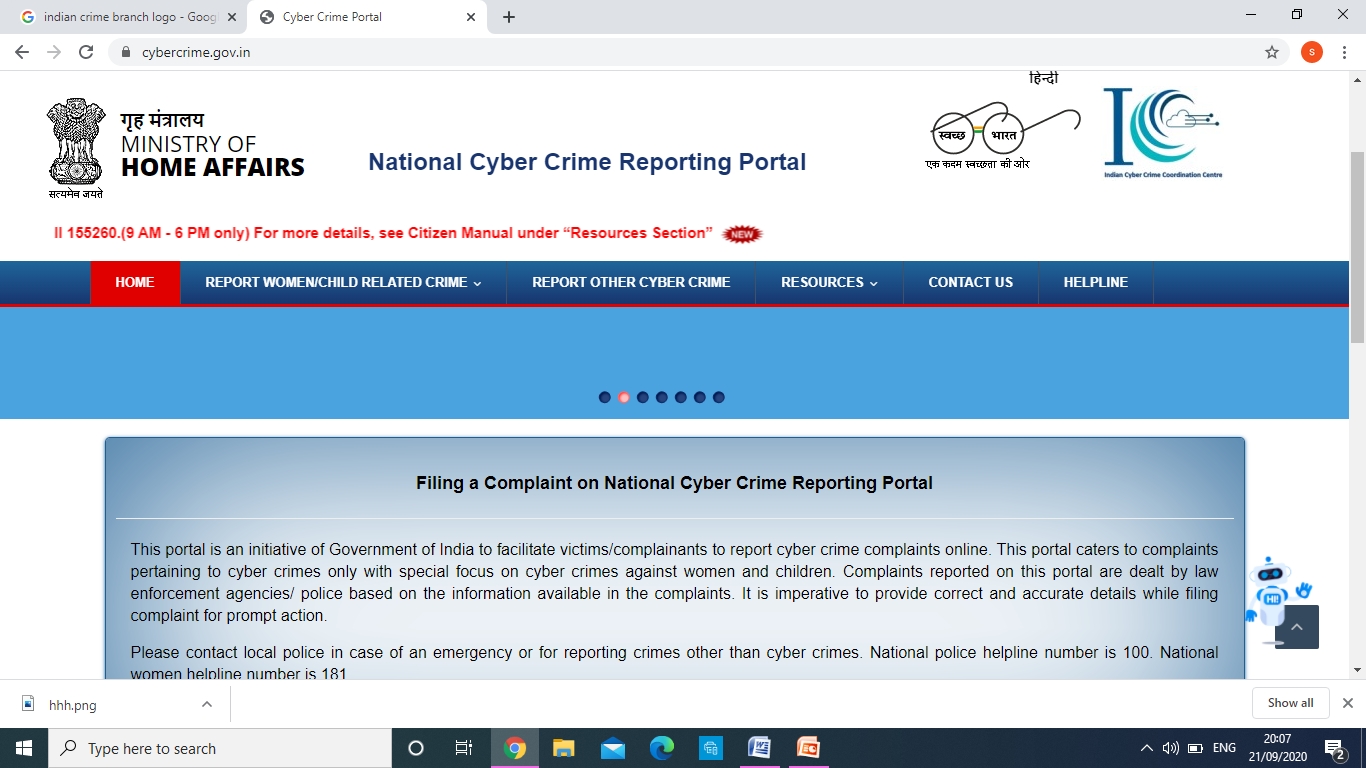 indian crime branch logo - Goog
Cyber Crime Portal
cybercrime.gov.in
s
हिन्दी
गृह मंत्रालय
MINISTRY OF
HOME AFFAIRS
सत्यमेव जयते
National Cyber Crime Reporting Portal
स्वच्छ भारत
एक कदम स्वच्छता की ओर
Indian Cyber Crime Coordination Centre
ll 155260.(9 AM - 6 PM only) For more details, see Citizen Manual under “Resources Section” NEW
HOME REPORT WOMEN/CHILD RELATED CRIME REPORT OTHER CYBER CRIME RESOURCES CONTACT US HELPLINE
Filing a Complaint on National Cyber Crime Reporting Portal
This portal is an initiative of Government of India to facilitate victims/complainants to report cyber crime complaints online. This portal caters to complaints
pertaining to cyber crimes only with special focus on cyber crimes against women and children. Complaints reported on this portal are dealt by law
enforcement agencies/ police based on the information available in the complaints. It is imperative to provide correct and accurate details while filing
complaint for prompt action.
Please contact local police in case of an emergency or for reporting crimes other than cyber crimes. National police helpline number is 100. National
women helpline number is 181
HI!
hhh.png
Show all
Type here to search
ENG
20:07
21/09/2020
2